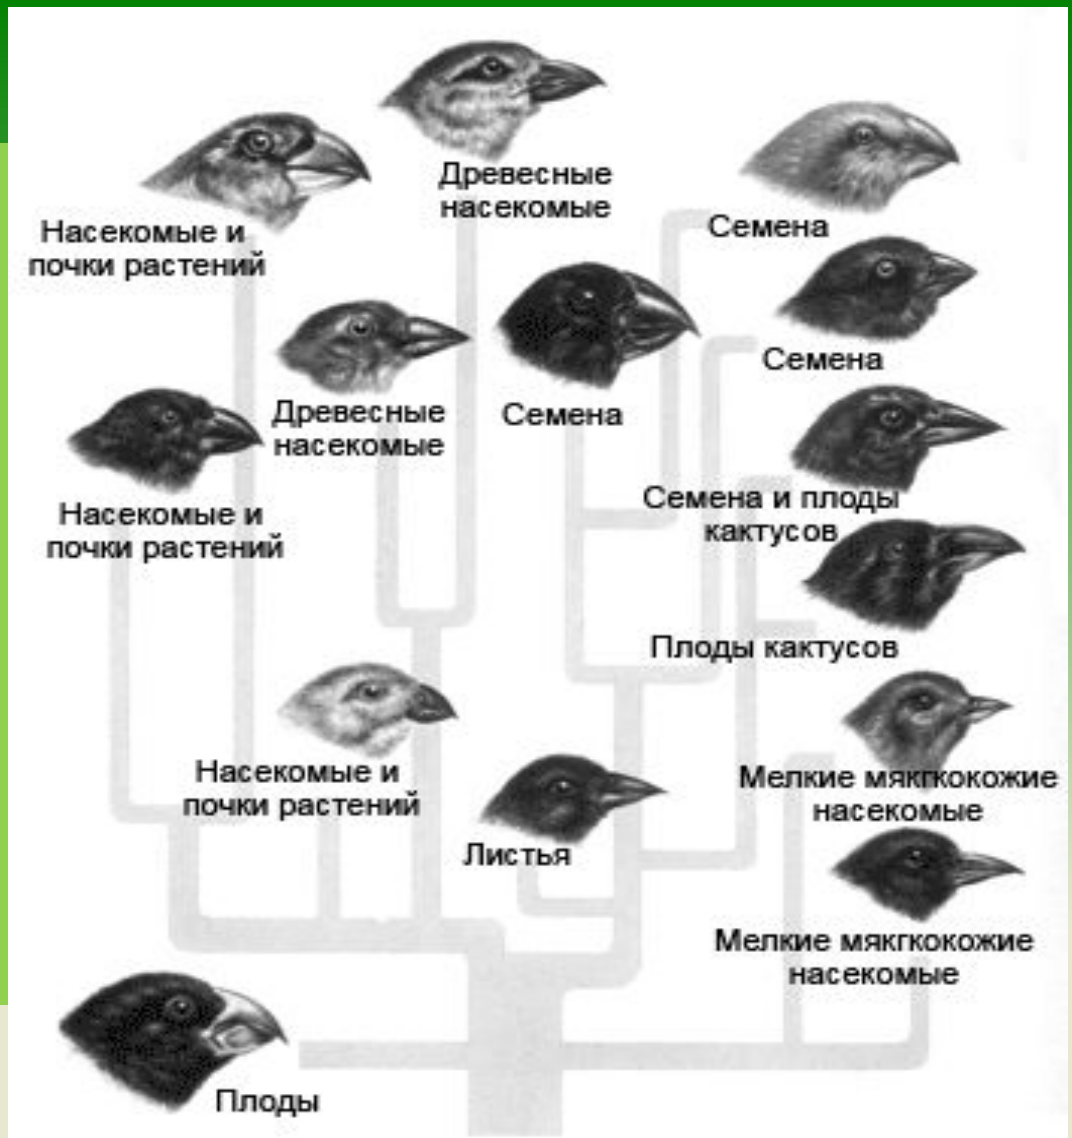 Древесные
насекомые
Насекомые и
почки растений
Семена
Семена
Древесные
насекомые
Семена
Насекомые и
почки растений
Семена и плоды
кактусов
Плоды кактусов
Насекомые и
почки растений
Мелкие мякгкокожие
насекомые
Листья
Мелкие мякгкокожие
насекомые
Плоды